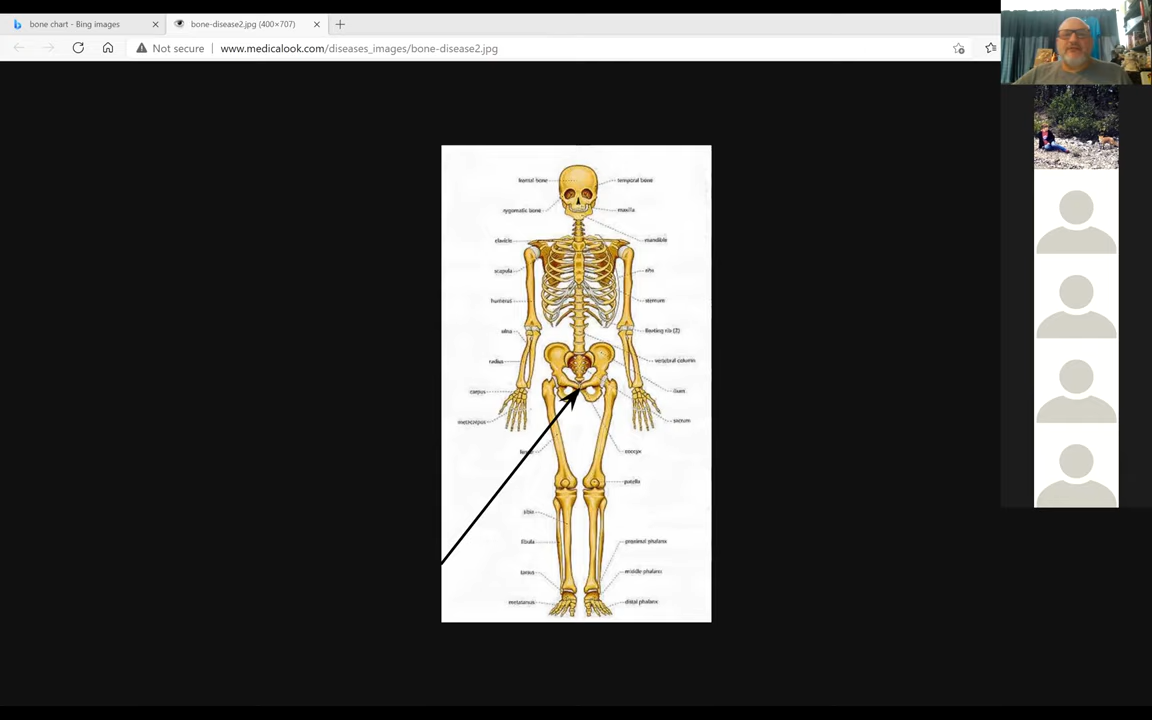 bone chart - Bing images
bone-disease2.jpg (400×707)
Not secure
www.medicalook.com/diseases_images/bone-disease2.jpg
frontal bone
temporal bone
zygomatic bone
maxilla
clavicle
mandible
scapula
ribs
humerus
sternum
ulna
floating rib (2)
radius
vertebral column
carpus
ilium
metacarpus
sacrum
femur
coccyx
patella
tibia
fibula
proximal phalanx
tarsus
middle phalanx
metatarsus
distal phalanx